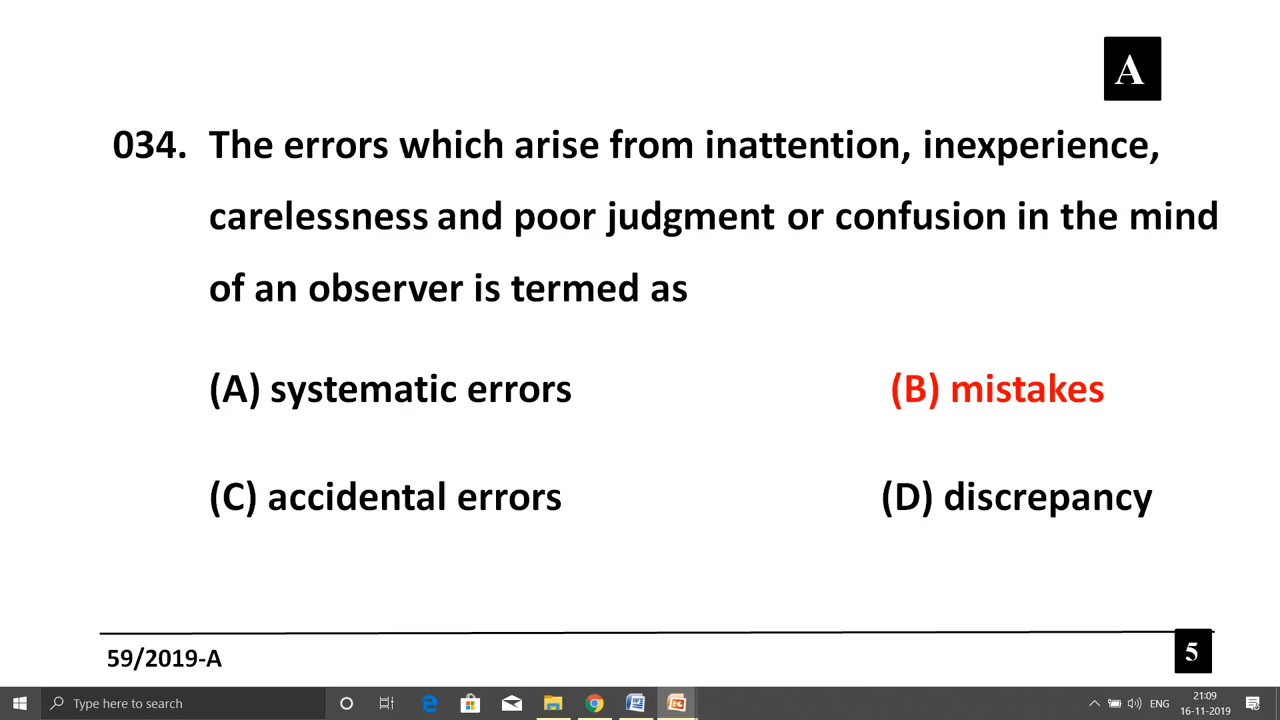 A
034. The errors which arise from inattention, inexperience,
carelessness and poor judgment or confusion in the mind
of an observer is termed as
(A) systematic errors (B) mistakes
(C) accidental errors (D) discrepancy
59/2019-A 5
Type here to search ENG 21:09
16-11-2019